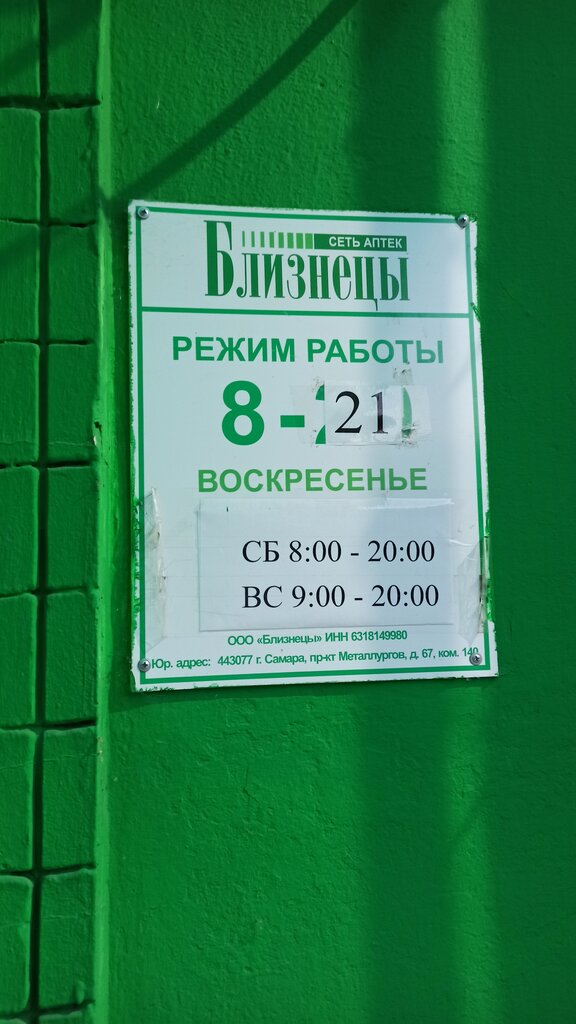 СЕТЬ АПТЕК
Близнецы
РЕЖИМ РАБОТЫ
8 - 21
ВОСКРЕСЕНЬЕ
СБ 8:00 - 20:00
ВС 9:00 - 20:00
ООО «Близнецы» ИНН 6318149980
Юр. адрес: 443077 г. Самара, пр-кт Металлургов, д. 67, ком. 140